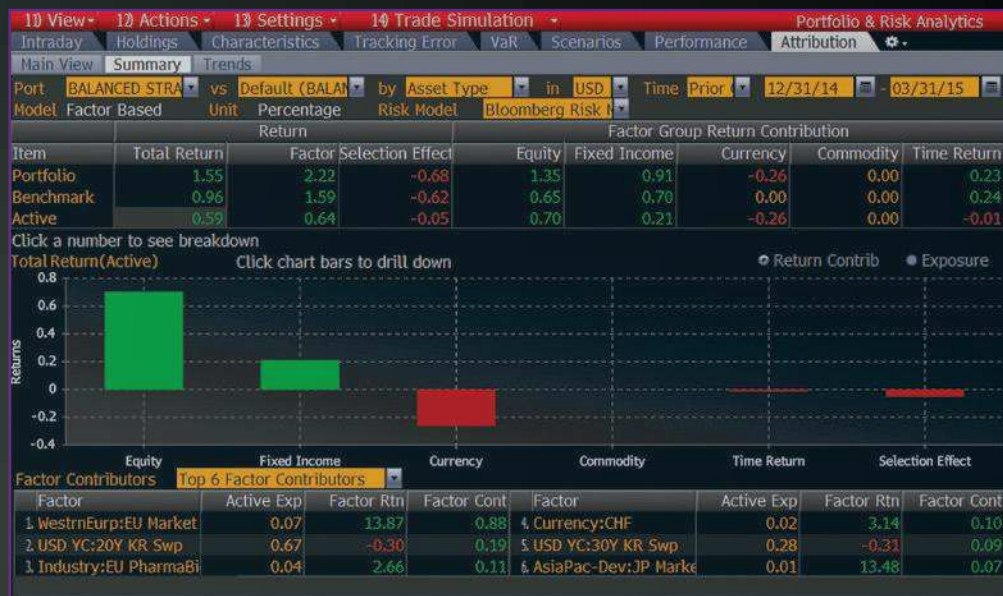 1) View 12) Actions 13) Settings 14) Trade Simulation Portfolio & Risk Analytics
Intraday Holdings Characteristics Tracking Error VaR Scenarios Performance Attribution
Main View Summary Trends
Port BALANCED STRA vs Default (BALAN by Asset Type in USD Time Prior 12/31/14 - 03/31/15
Model Factor Based Unit Percentage Risk Model Bloomberg Risk
Return Factor Group Return Contribution
Item Total Return Factor Selection Effect Equity Fixed Income Currency Commodity Time Return
Portfolio 1.55 2.22 -0.68 1.35 0.91 -0.26 0.00 0.23
Benchmark 0.96 1.59 -0.62 0.65 0.70 0.00 0.00 0.24
Active 0.59 0.64 -0.05 0.70 0.21 -0.26 0.00 -0.01
Click a number to see breakdown
Total Return(Active) Click chart bars to drill down Return Contrib Exposure
0.8
0.6
0.4
0.2
0
-0.2
-0.4
Returns
Equity Fixed Income Currency Commodity Time Return Selection Effect
Factor Contributors Top 6 Factor Contributors
Factor Active Exp Factor Rtn Factor Cont Factor Active Exp Factor Rtn Factor Cont
1. WestrnEurp:EU Market 0.07 13.87 0.88 4. Currency:CHF 0.02 3.14 0.10
2. USD YC:20Y KR Swp 0.67 -0.30 0.19 5. USD YC:30Y KR Swp 0.28 -0.31 0.09
3. Industry:EU PharmaBi 0.04 2.66 0.11 6. AsiaPac-Dev:JP Marke 0.01 13.48 0.07